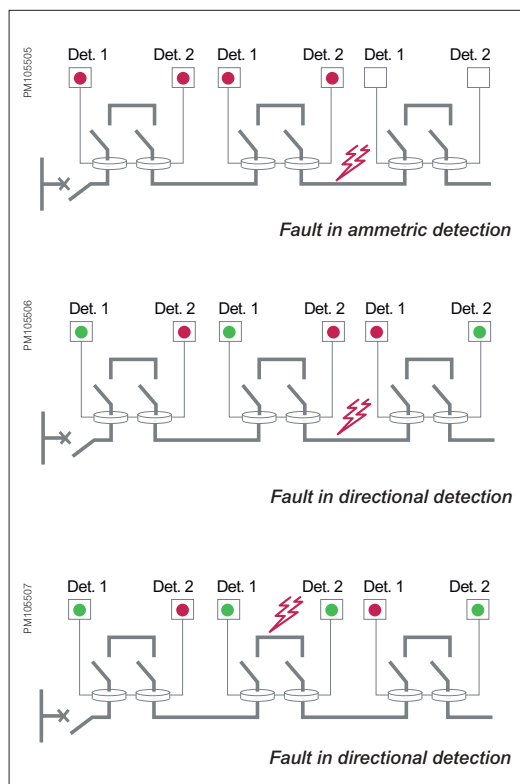 PM105505
Det. 1 Det. 2 Det. 1 Det. 2 Det. 1 Det. 2
Fault in ammetric detection
PM105506
Det. 1 Det. 2 Det. 1 Det. 2 Det. 1 Det. 2
Fault in directional detection
PM105507
Det. 1 Det. 2 Det. 1 Det. 2 Det. 1 Det. 2
Fault in directional detection